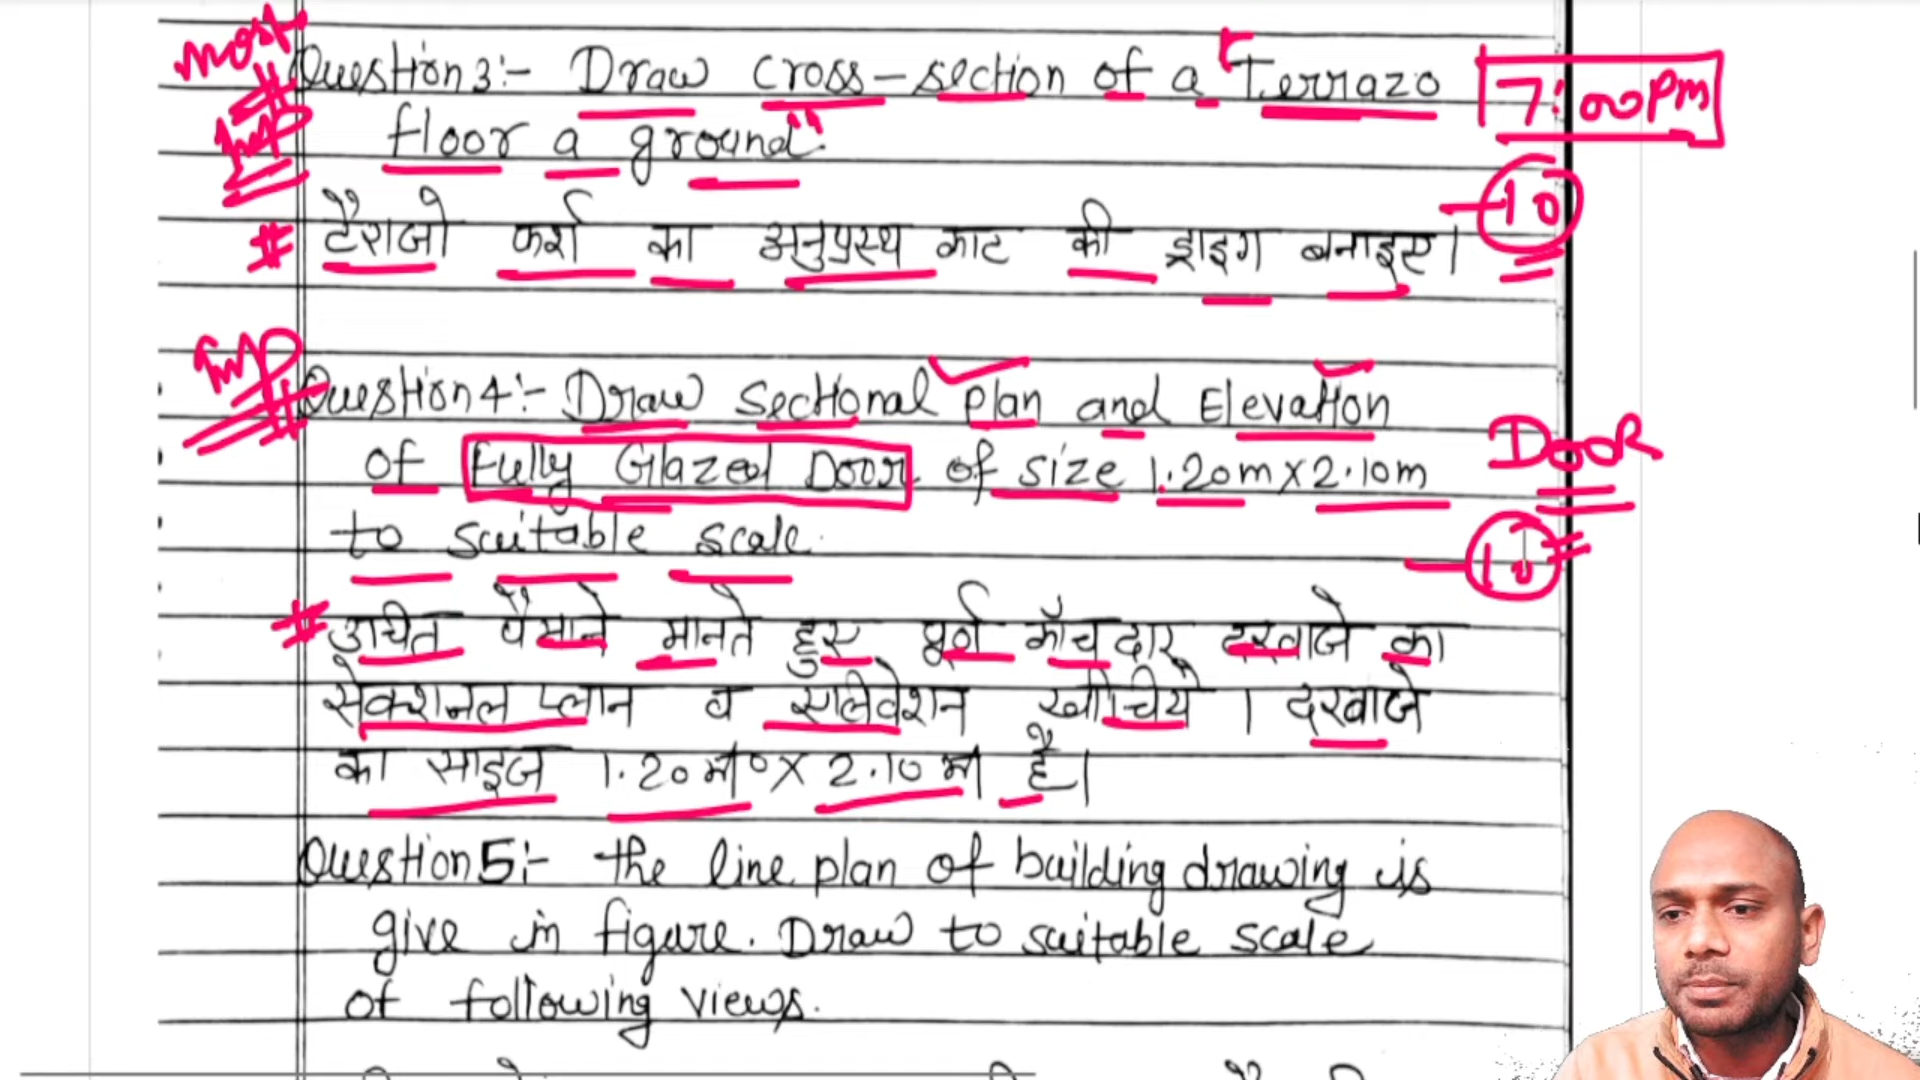 most
Question 3:- Draw cross-section of a Terrazo
7:00 Pm
Imp
floor a ground"
10
# टैराजो फर्श का अनुप्रस्थ काट की ड्राइग बनाइए।
Imp
Question 4:- Draw sectional plan and Elevation
Door
of Fully Glazed Door of size 1.20m x 2.10m
to suitable scale.
10
# उचित पैमाने मानते हुए पूर्ण काँच दार दरवाजे का
सेक्शनल प्लान व एलिवेशन खीचिये । दरवाजे
का साइज 1.20 मी० x 2.10 मी है।
Question 5:- the line plan of building drawing is
give in figure. Draw to suitable scale
of following views.